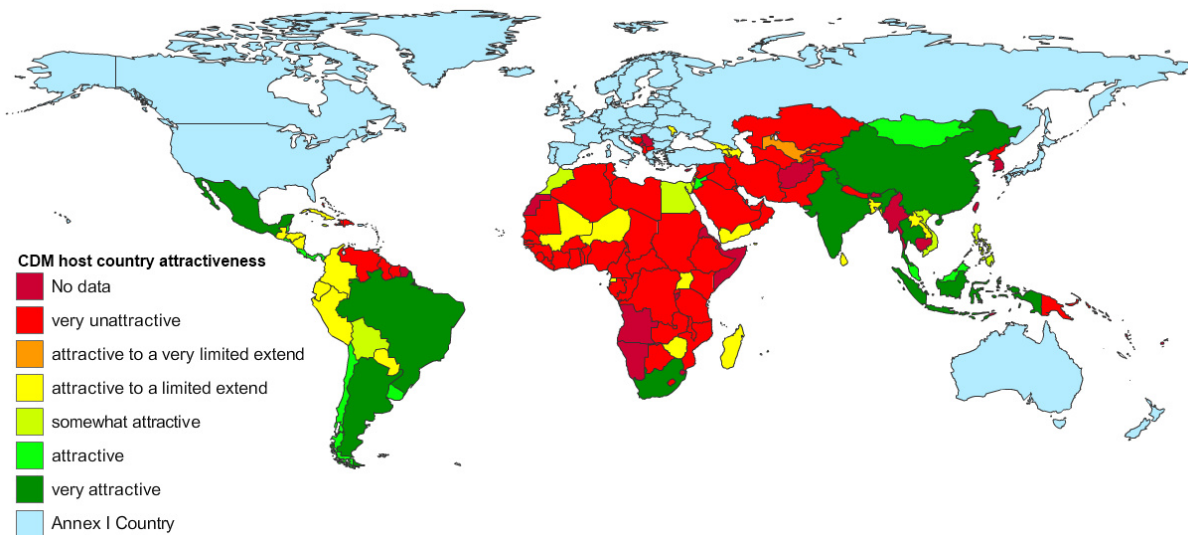 CDM host country attractiveness
No data
very unattractive
attractive to a very limited extend
attractive to a limited extend
somewhat attractive
attractive
very attractive
Annex I Country